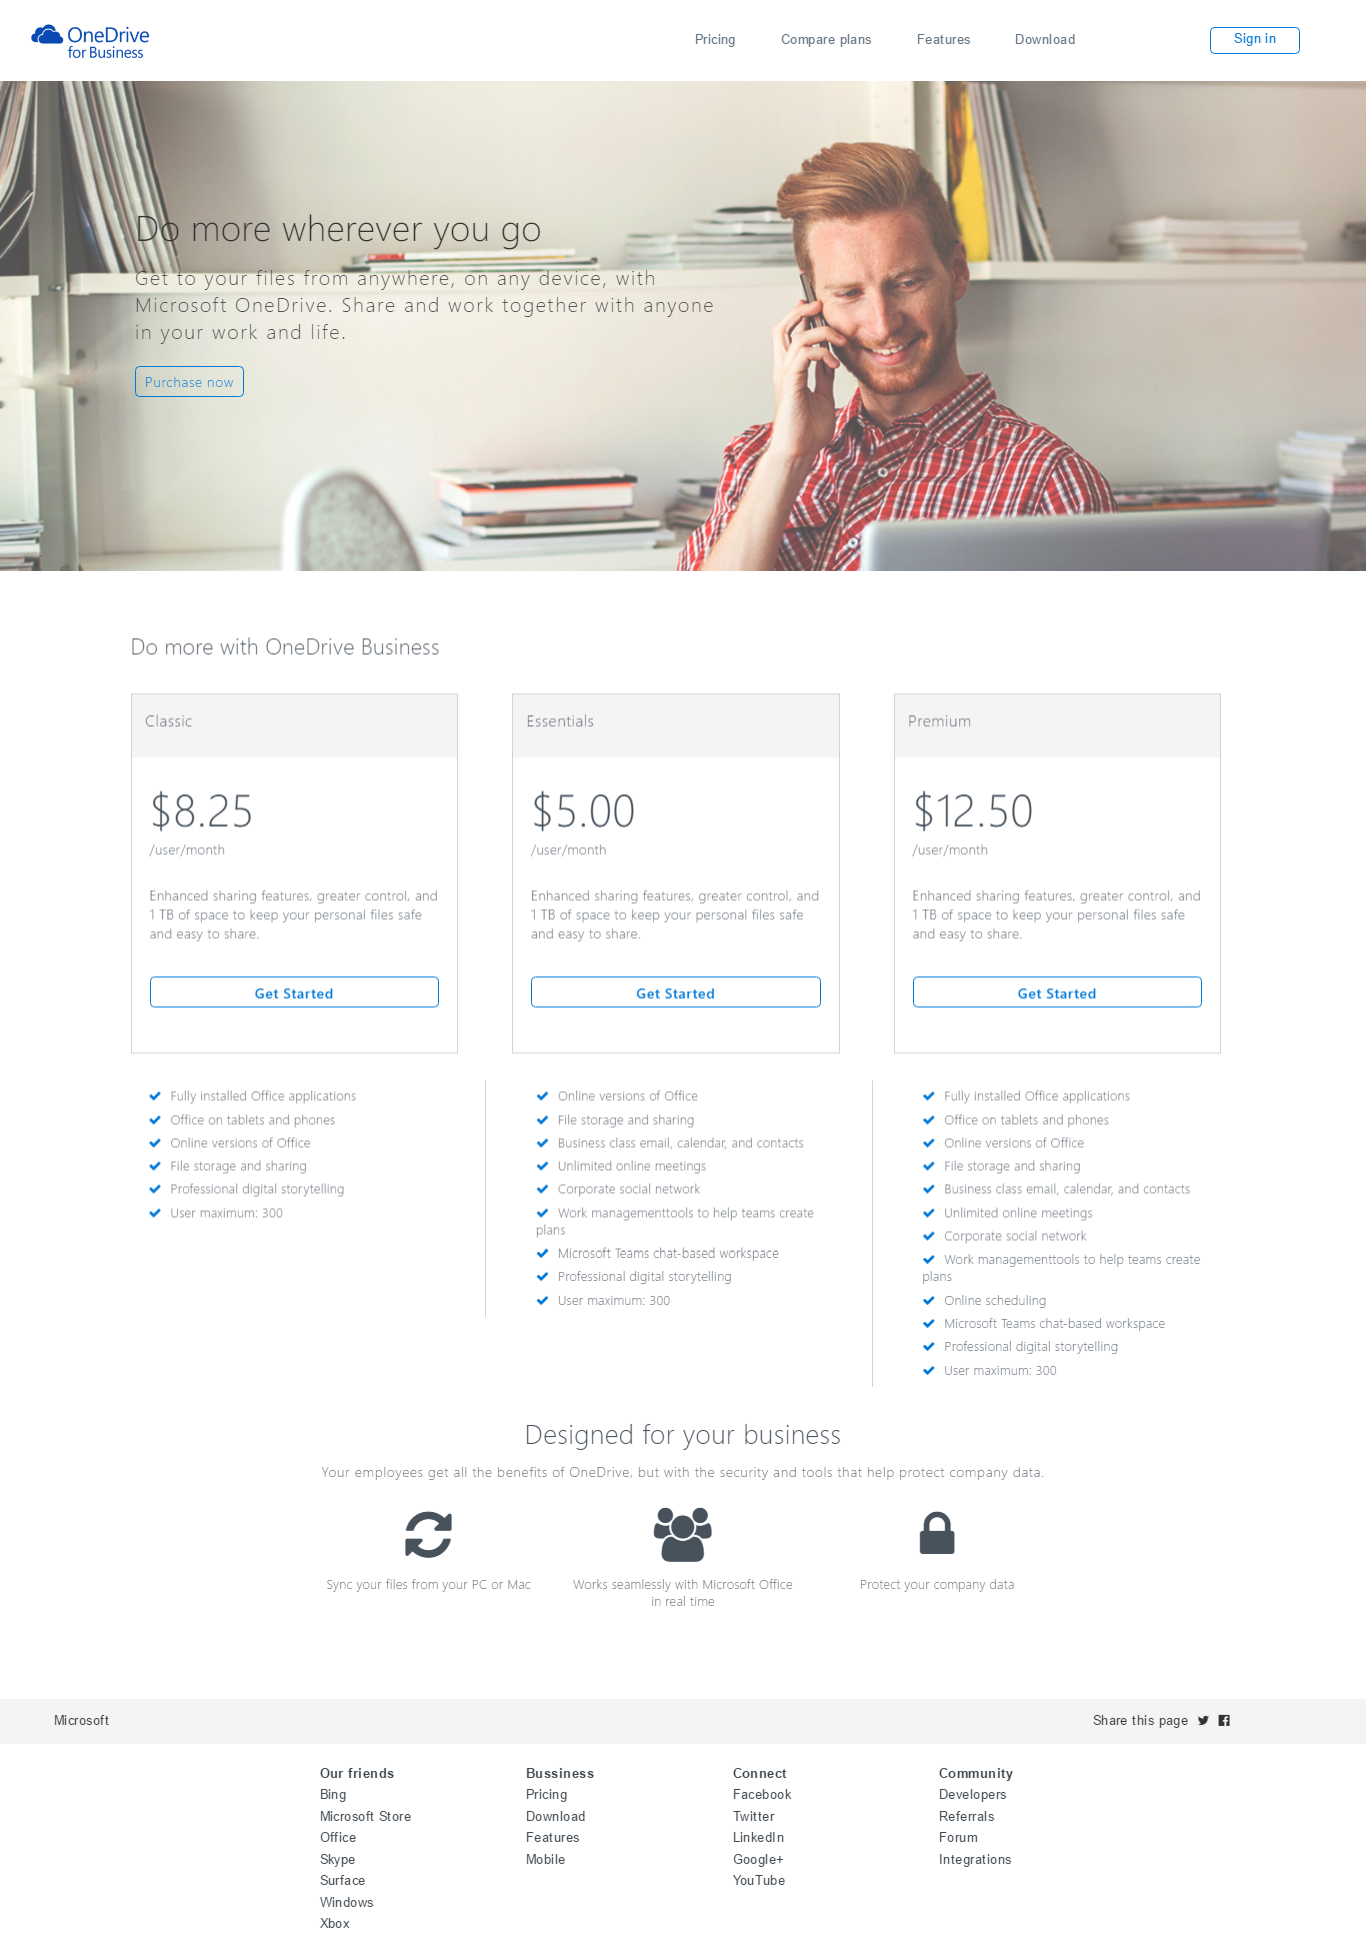 OneDrive
for Business
Pricing
Compare plans
Features
Download
Sign in
Do more wherever you go
Get to your files from anywhere, on any device, with
Microsoft OneDrive. Share and work together with anyone
in your work and life.
Purchase now
Do more with OneDrive Business
Classic
$8.25
/user/month
Enhanced sharing features, greater control, and
1 TB of space to keep your personal files safe
and easy to share.
Get Started
Essentials
$5.00
/user/month
Enhanced sharing features, greater control, and
1 TB of space to keep your personal files safe
and easy to share.
Get Started
Premium
$12.50
/user/month
Enhanced sharing features, greater control, and
1 TB of space to keep your personal files safe
and easy to share.
Get Started
Fully installed Office applications
Office on tablets and phones
Online versions of Office
File storage and sharing
Professional digital storytelling
User maximum: 300
Online versions of Office
File storage and sharing
Business class email, calendar, and contacts
Unlimited online meetings
Corporate social network
Work managementtools to help teams create
plans
Microsoft Teams chat-based workspace
Professional digital storytelling
User maximum: 300
Fully installed Office applications
Office on tablets and phones
Online versions of Office
File storage and sharing
Business class email, calendar, and contacts
Unlimited online meetings
Corporate social network
Work managementtools to help teams create
plans
Online scheduling
Microsoft Teams chat-based workspace
Professional digital storytelling
User maximum: 300
Designed for your business
Your employees get all the benefits of OneDrive, but with the security and tools that help protect company data.
Sync your files from your PC or Mac
Works seamlessly with Microsoft Office
in real time
Protect your company data
Microsoft
Share this page
Our friends
Bing
Microsoft Store
Office
Skype
Surface
Windows
Xbox
Bussiness
Pricing
Download
Features
Mobile
Connect
Facebook
Twitter
LinkedIn
Google+
YouTube
Community
Developers
Referrals
Forum
Integrations